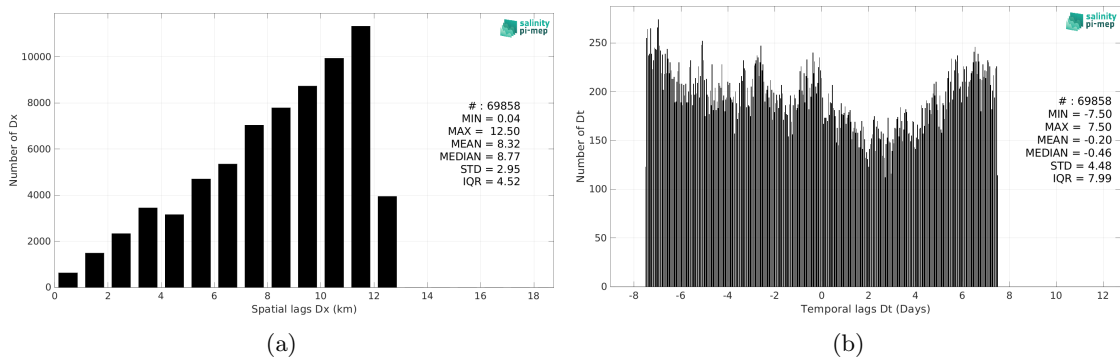 salinity
pi-mep
10000
8000
6000
4000
2000
0
Number of Dx
# : 69858
MIN = 0.04
MAX = 12.50
MEAN = 8.32
MEDIAN = 8.77
STD = 2.95
IQR = 4.52
0 2 4 6 8 10 12 14 16 18
Spatial lags Dx (km)
(a)
salinity
pi-mep
250
200
150
100
50
0
Number of Dt
# : 69858
MIN = -7.50
MAX = 7.50
MEAN = -0.20
MEDIAN = -0.46
STD = 4.48
IQR = 7.99
-8 -6 -4 -2 0 2 4 6 8 10 12
Temporal lags Dt (Days)
(b)